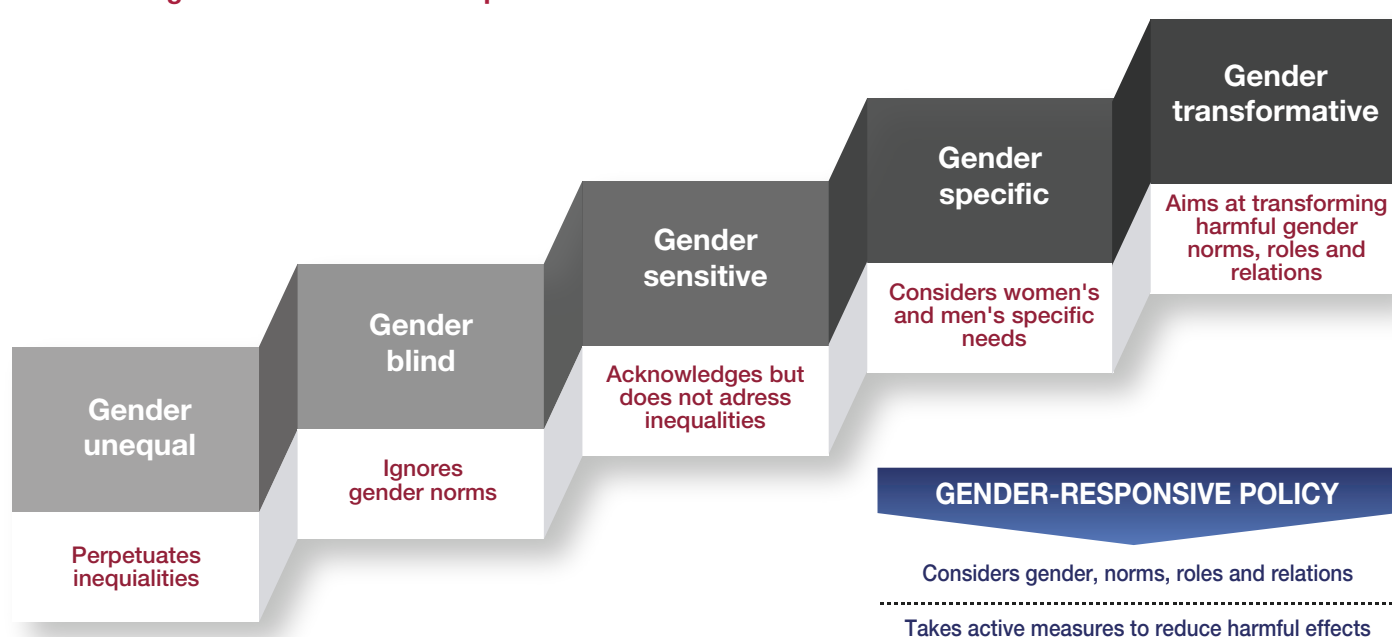 Gender
unequal
Perpetuates
inequialities
Gender
blind
Ignores
gender norms
Gender
sensitive
Acknowledges but
does not adress
inequalities
Gender
specific
Considers women's
and men's specific
needs
Gender
transformative
Aims at transforming
harmful gender
norms, roles and
relations
GENDER-RESPONSIVE POLICY
Considers gender, norms, roles and relations
Takes active measures to reduce harmful effects